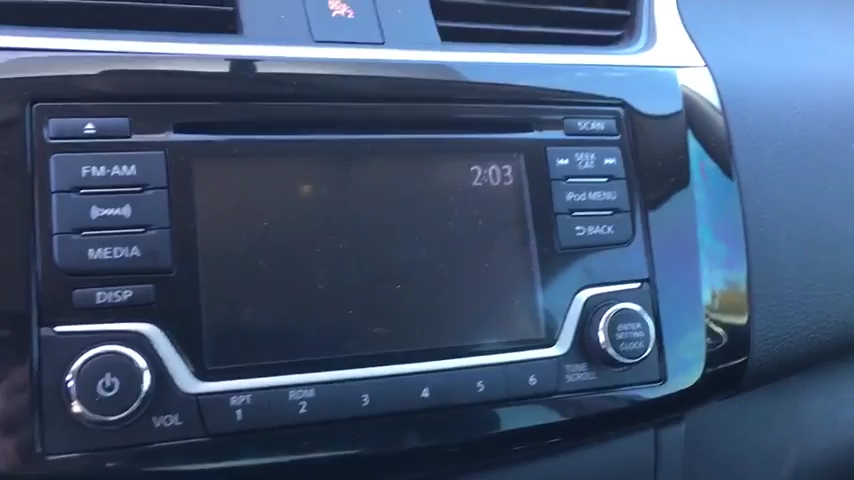 2
SCAN
FM·AM
SEEK
CAT
2:03
iPod MENU
MEDIA
BACK
DISP
ENTER
SETTING
CLOCK
TUNE
SCROLL
VOL
RPT
1
RDM
2
3
4
5
6